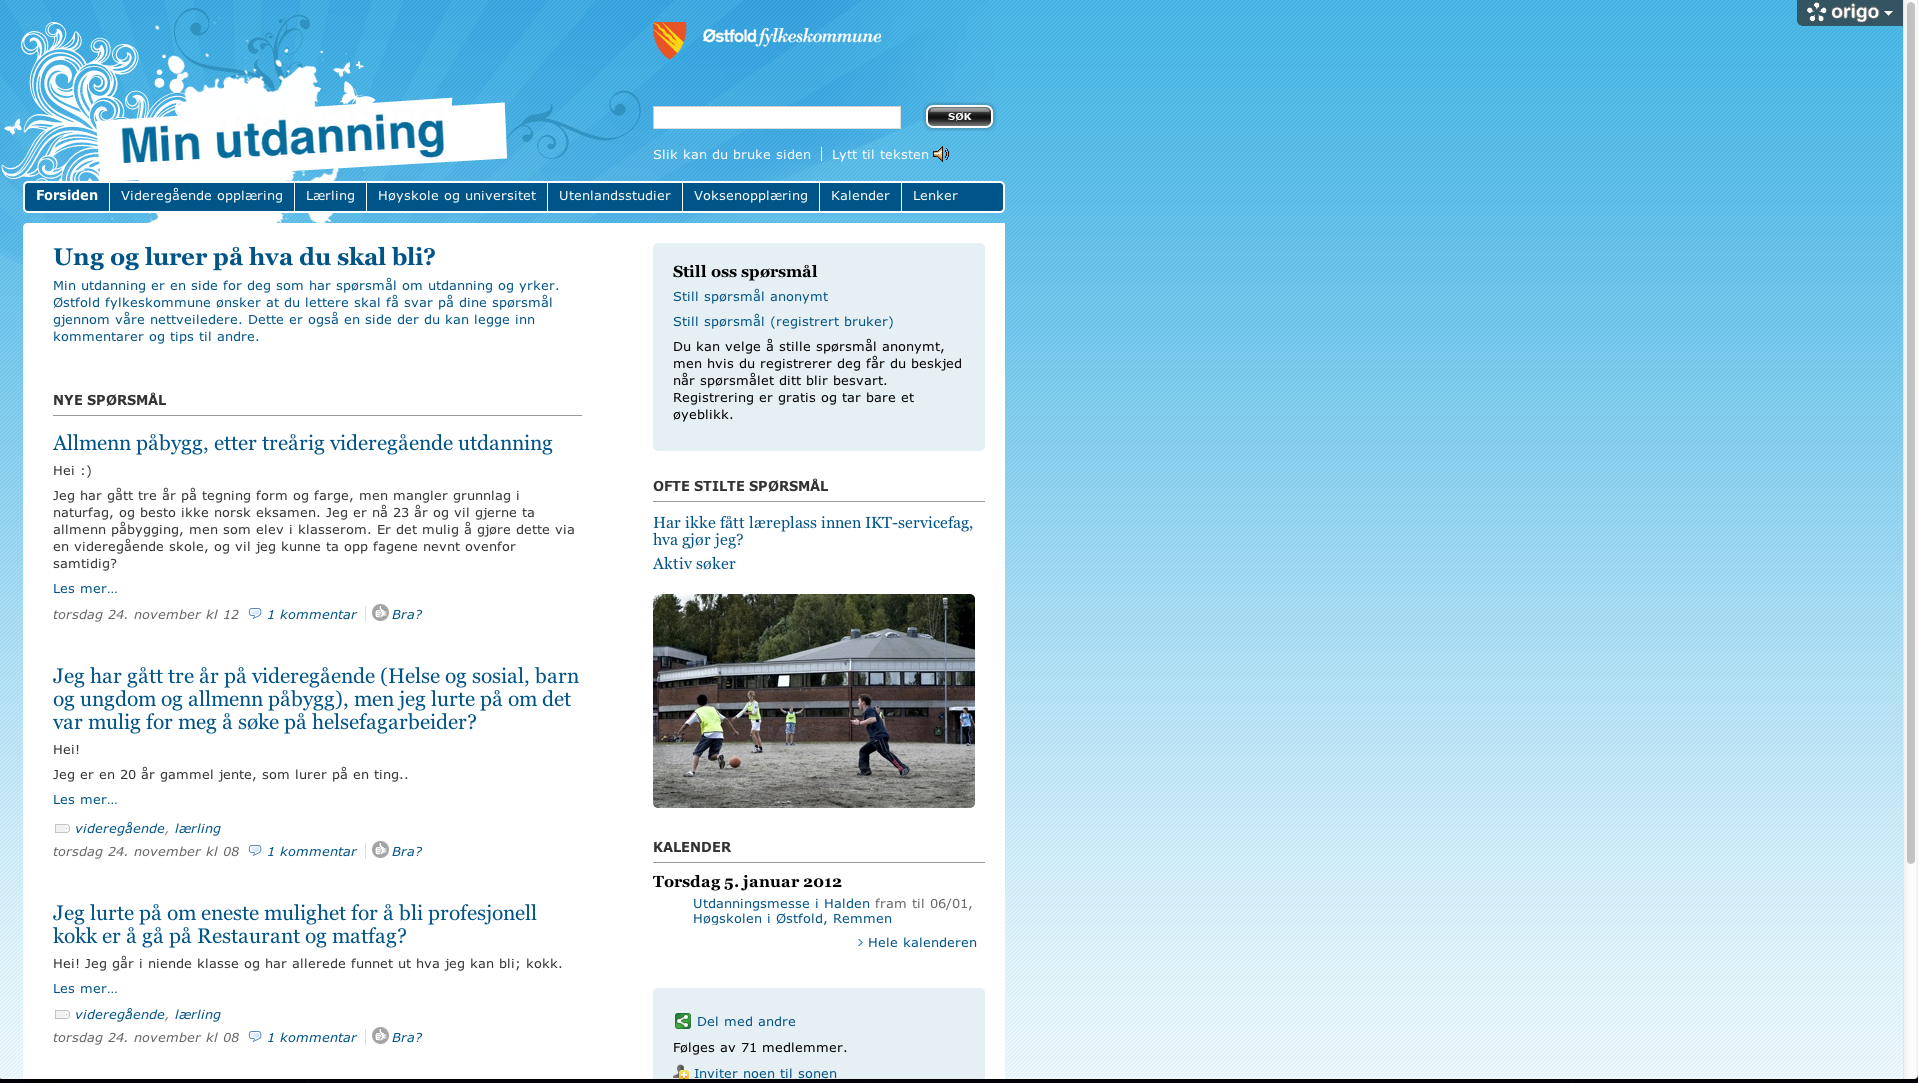 origo
Østfold fylkeskommune
Min utdanning
SØK
Slik kan du bruke siden
Lytt til teksten
Forsiden
Videregående opplæring
Lærling
Høyskole og universitet
Utenlandsstudier
Voksenopplæring
Kalender
Lenker
Ung og lurer på hva du skal bli?
Min utdanning er en side for deg som har spørsmål om utdanning og yrker.
Østfold fylkeskommune ønsker at du lettere skal få svar på dine spørsmål
gjennom våre nettveiledere. Dette er også en side der du kan legge inn
kommentarer og tips til andre.
NYE SPØRSMÅL
Allmenn påbygg, etter treårig videregående utdanning
Hei :)
Jeg har gått tre år på tegning form og farge, men mangler grunnlag i
naturfag, og besto ikke norsk eksamen. Jeg er nå 23 år og vil gjerne ta
allmenn påbygging, men som elev i klasserom. Er det mulig å gjøre dette via
en videregående skole, og vil jeg kunne ta opp fagene nevnt ovenfor
samtidig?
Les mer...
torsdag 24. november kl 12 1 kommentar Bra?
Jeg har gått tre år på videregående (Helse og sosial, barn
og ungdom og allmenn påbygg), men jeg lurte på om det
var mulig for meg å søke på helsefagarbeider?
Hei!
Jeg er en 20 år gammel jente, som lurer på en ting..
Les mer...
videregående, lærling
torsdag 24. november kl 08 1 kommentar Bra?
Jeg lurte på om eneste mulighet for å bli profesjonell
kokk er å gå på Restaurant og matfag?
Hei! Jeg går i niende klasse og har allerede funnet ut hva jeg kan bli; kokk.
Les mer...
videregående, lærling
torsdag 24. november kl 08 1 kommentar Bra?
Still oss spørsmål
Still spørsmål anonymt
Still spørsmål (registrert bruker)
Du kan velge å stille spørsmål anonymt,
men hvis du registrerer deg får du beskjed
når spørsmålet ditt blir besvart.
Registrering er gratis og tar bare et
øyeblikk.
OFTE STILTE SPØRSMÅL
Har ikke fått læreplass innen IKT-servicefag,
hva gjør jeg?
Aktiv søker
KALENDER
Torsdag 5. januar 2012
Utdanningsmesse i Halden fram til 06/01,
Høgskolen i Østfold, Remmen
› Hele kalenderen
Del med andre
Følges av 71 medlemmer.
Inviter noen til sonen